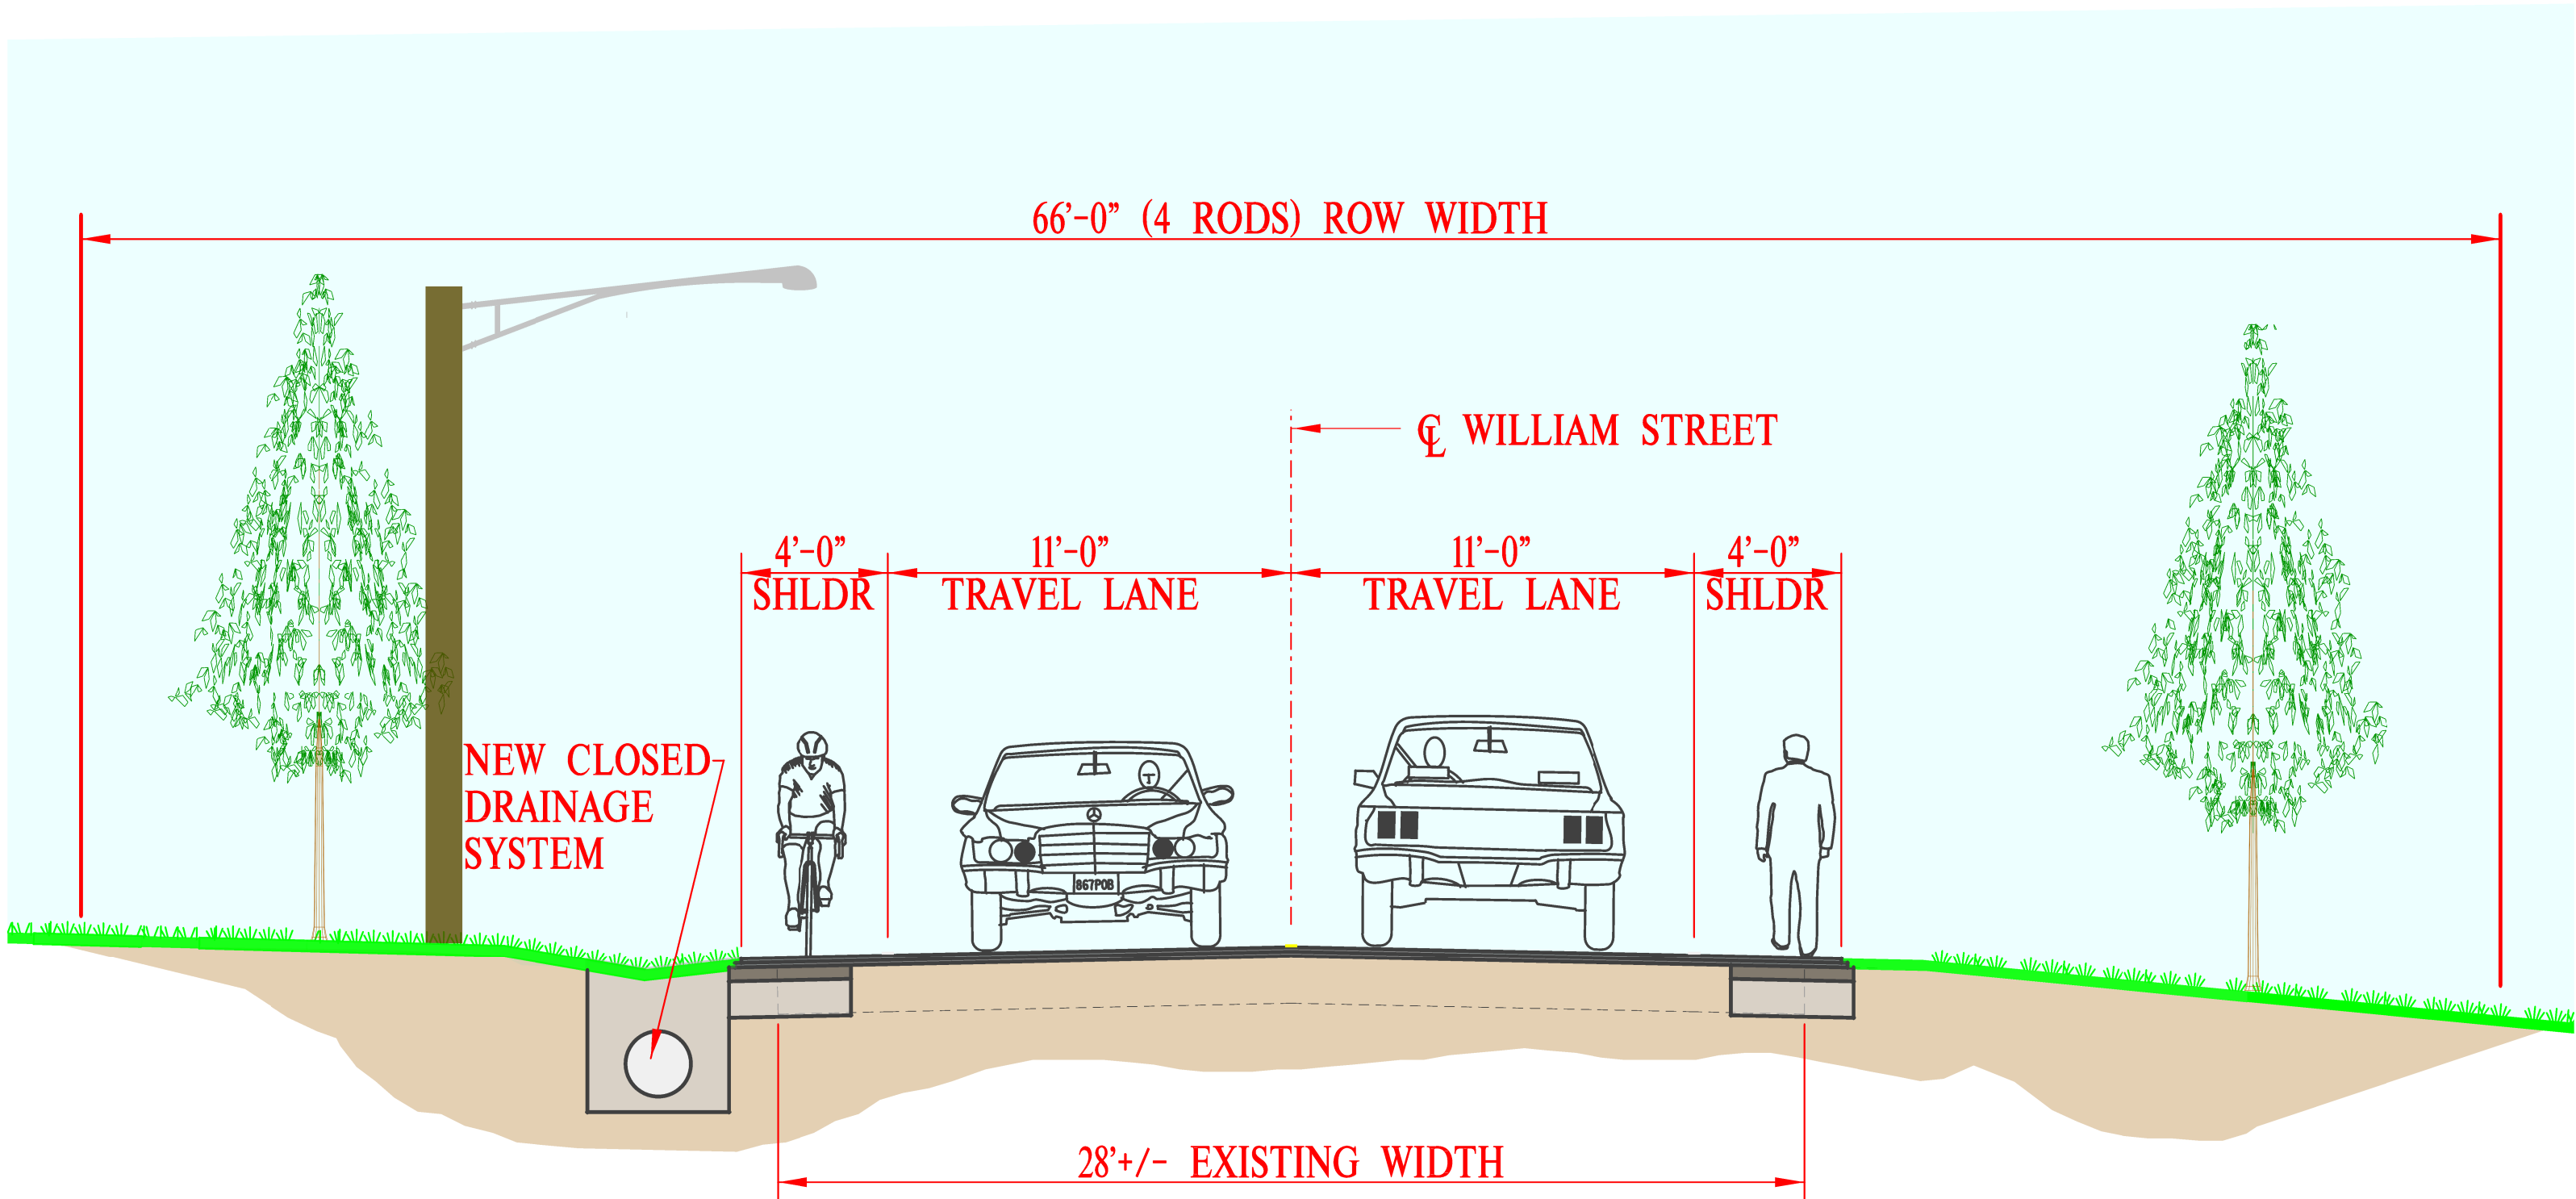 66'-0" (4 RODS) ROW WIDTH
℄ WILLIAM STREET
4'-0" 11'-0" 11'-0" 4'-0"
SHLDR TRAVEL LANE TRAVEL LANE SHLDR
NEW CLOSED
DRAINAGE
SYSTEM
867POB
28'+/- EXISTING WIDTH